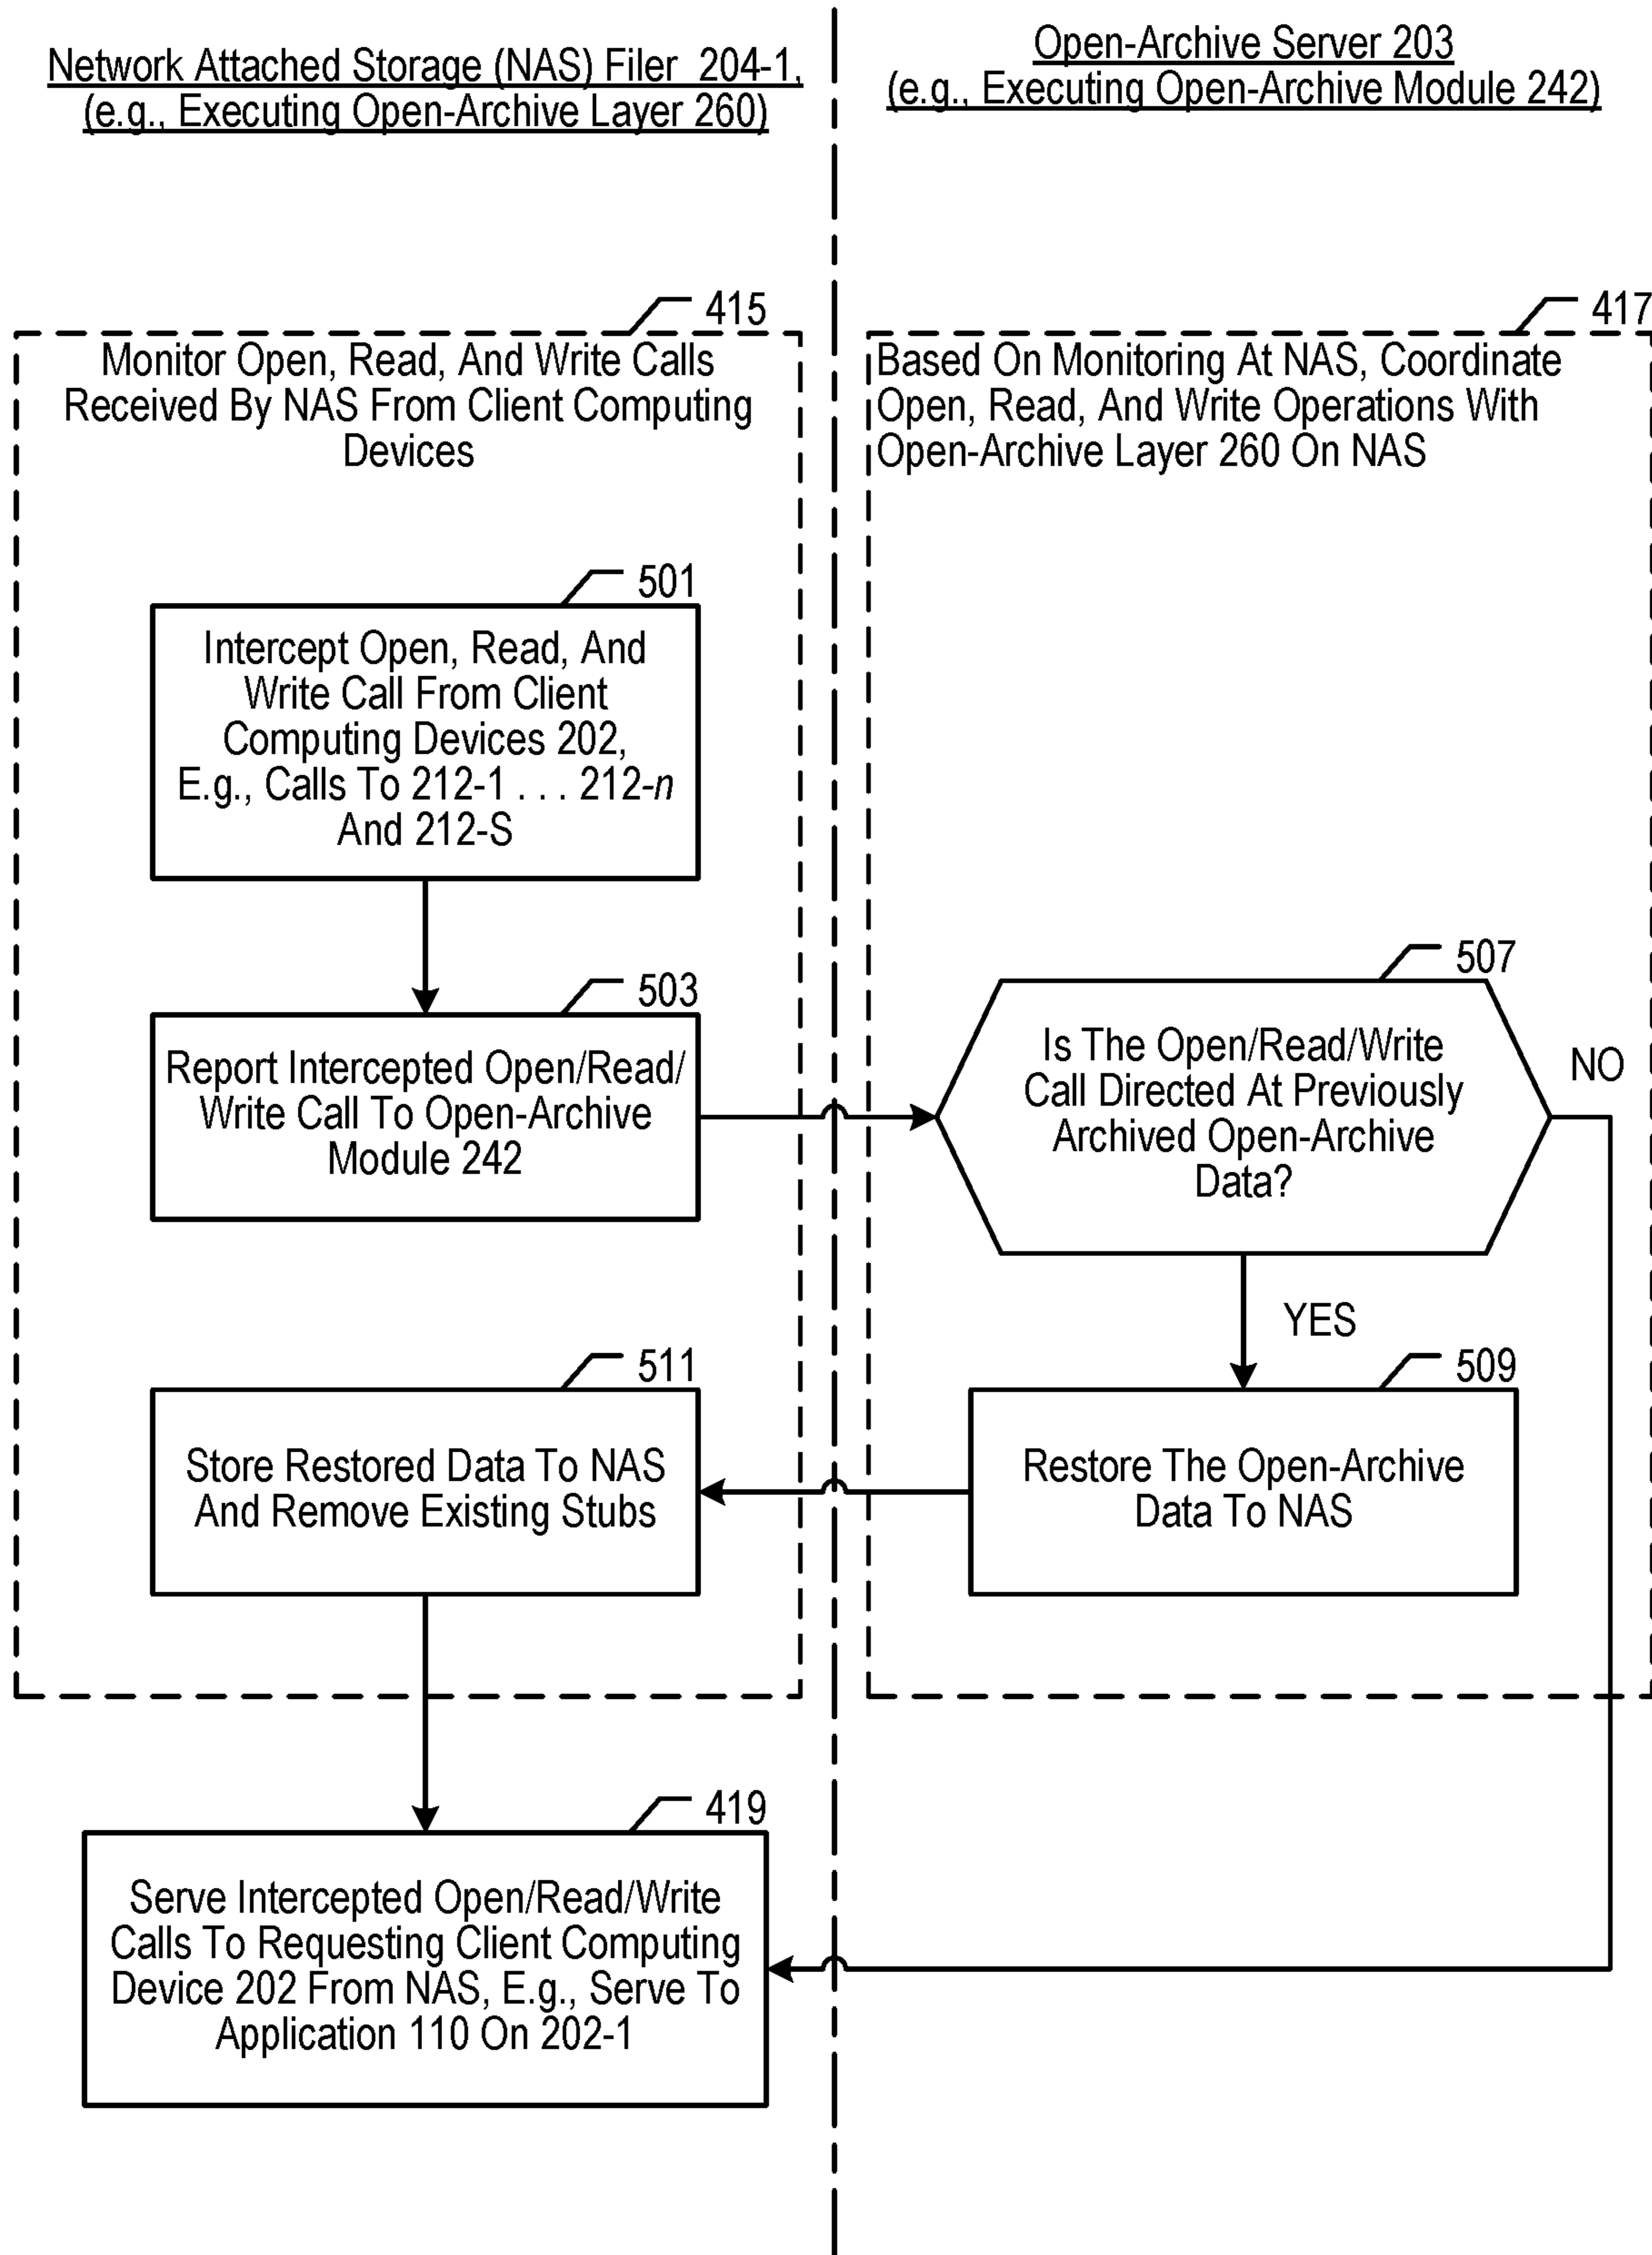 Network Attached Storage (NAS) Filer 204-1,
(e.g., Executing Open-Archive Layer 260)
Open-Archive Server 203
(e.g., Executing Open-Archive Module 242)
415
Monitor Open, Read, And Write Calls
Received By NAS From Client Computing
Devices
417
Based On Monitoring At NAS, Coordinate
Open, Read, And Write Operations With
Open-Archive Layer 260 On NAS
501
Intercept Open, Read, And
Write Call From Client
Computing Devices 202,
E.g., Calls To 212-1 . . . 212-n
And 212-S
503
Report Intercepted Open/Read/
Write Call To Open-Archive
Module 242
507
Is The Open/Read/Write
Call Directed At Previously
Archived Open-Archive
Data?
NO
YES
509
Restore The Open-Archive
Data To NAS
511
Store Restored Data To NAS
And Remove Existing Stubs
419
Serve Intercepted Open/Read/Write
Calls To Requesting Client Computing
Device 202 From NAS, E.g., Serve To
Application 110 On 202-1